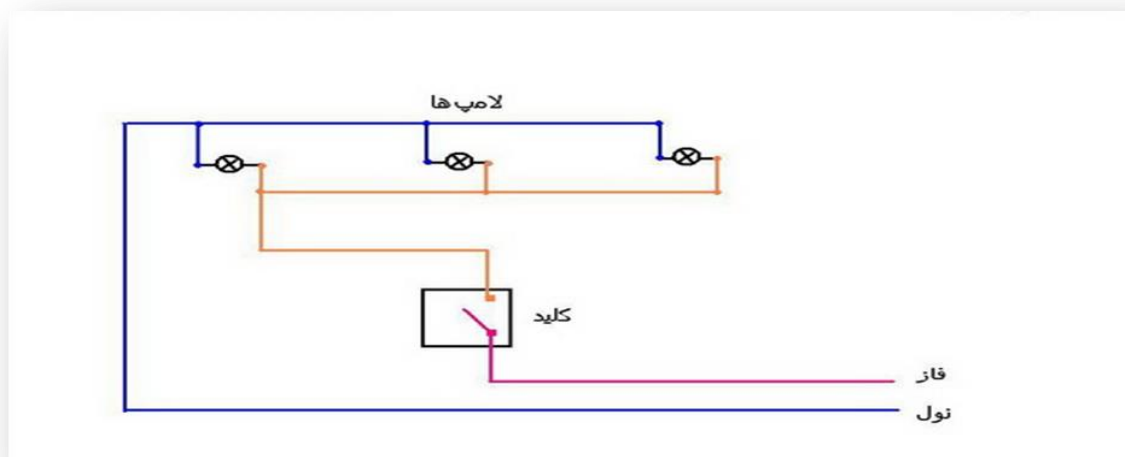 لامپ ها
کلید
فاز
نول